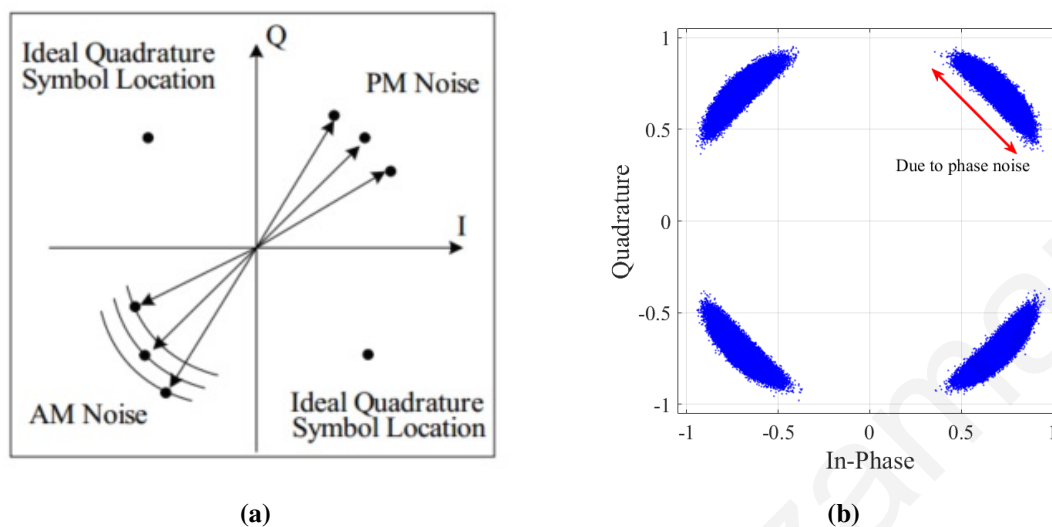 Ideal Quadrature
Symbol Location
Q
PM Noise
I
AM Noise
Ideal Quadrature
Symbol Location
(a)
1
0.5
0
-0.5
-1
Quadrature
Due to phase noise
-1 -0.5 0 0.5 1
In-Phase
(b)